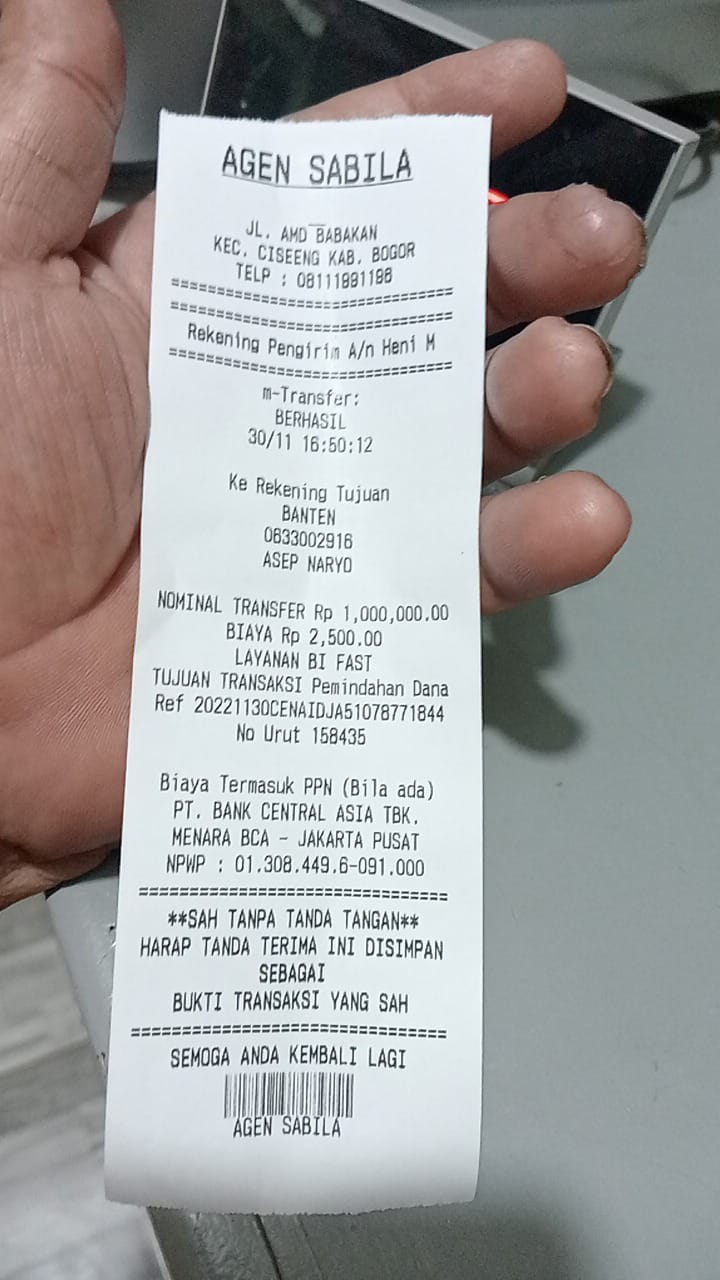 AGEN SABILA
JL. AMD BABAKAN
KEC. CISEENG KAB. BOGOR
TELP : 08111891198
==========================
==========================
Rekening Pengirim A/n Heni M
==========================
m-Transfer:
BERHASIL
30/11 16:50:12
Ke Rekening Tujuan
BANTEN
0633002916
ASEP NARYO
NOMINAL TRANSFER Rp 1,000,000.00
BIAYA Rp 2,500.00
LAYANAN BI FAST
TUJUAN TRANSAKSI Pemindahan Dana
Ref 20221130CENAIDJA51078771844
No Urut 158435
Biaya Termasuk PPN (Bila ada)
PT. BANK CENTRAL ASIA TBK.
MENARA BCA - JAKARTA PUSAT
NPWP : 01.308.449.6-091.000
==========================
**SAH TANPA TANDA TANGAN**
HARAP TANDA TERIMA INI DISIMPAN
SEBAGAI
BUKTI TRANSAKSI YANG SAH
==========================
SEMOGA ANDA KEMBALI LAGI
AGEN SABILA